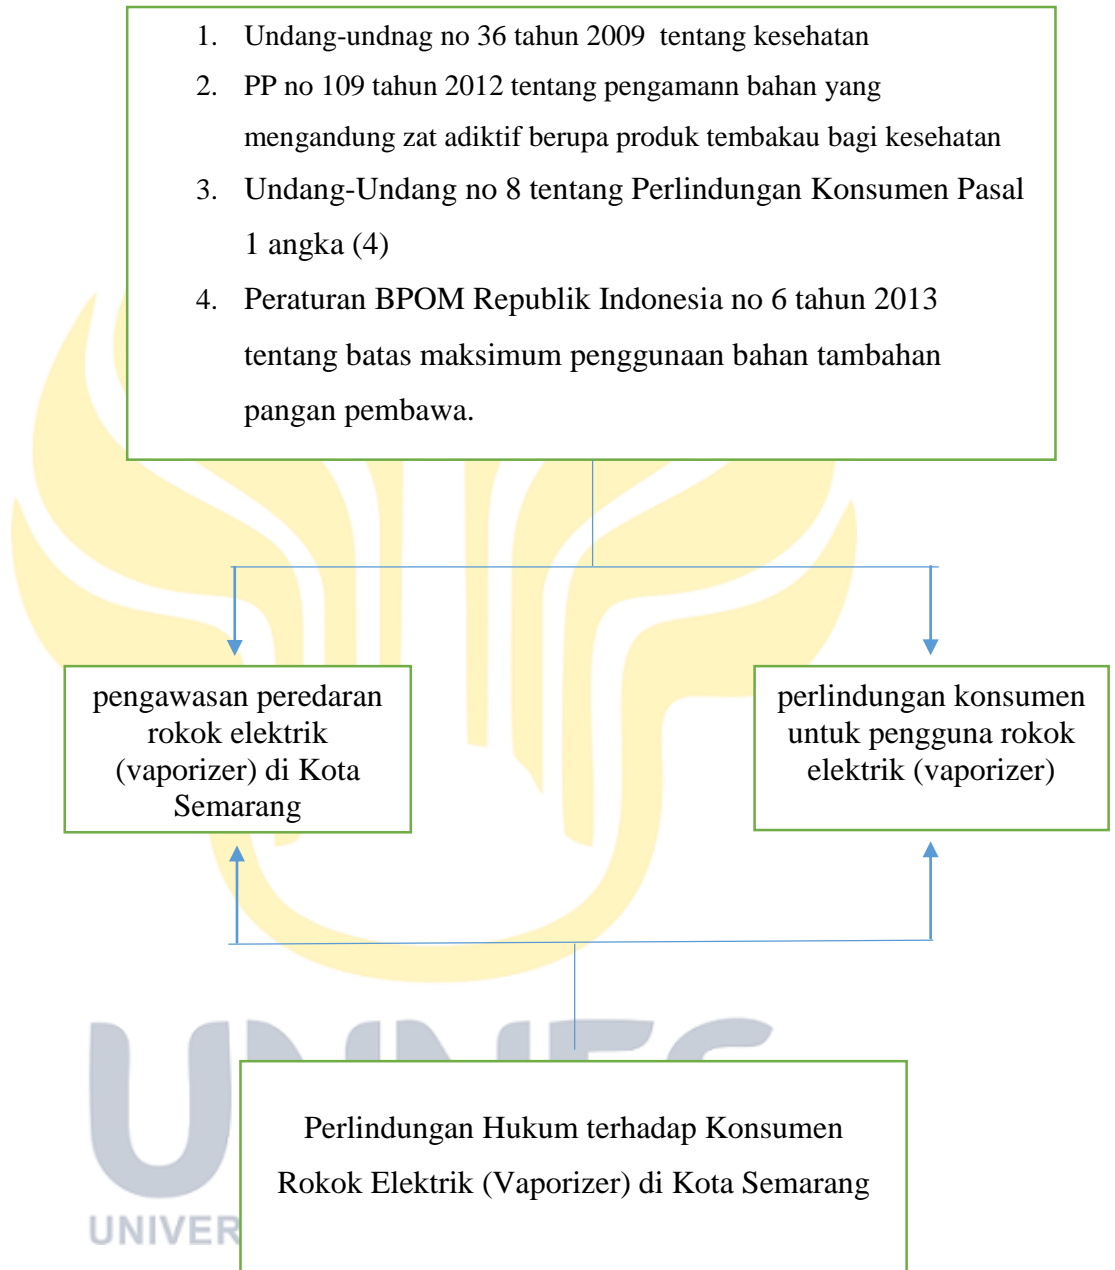 1. Undang-undnag no 36 tahun 2009 tentang kesehatan
2. PP no 109 tahun 2012 tentang pengamann bahan yang
mengandung zat adiktif berupa produk tembakau bagi kesehatan
3. Undang-Undang no 8 tentang Perlindungan Konsumen Pasal
1 angka (4)
4. Peraturan BPOM Republik Indonesia no 6 tahun 2013
tentang batas maksimum penggunaan bahan tambahan
pangan pembawa.
pengawasan peredaran
rokok elektrik
(vaporizer) di Kota
Semarang
perlindungan konsumen
untuk pengguna rokok
elektrik (vaporizer)
Perlindungan Hukum terhadap Konsumen
Rokok Elektrik (Vaporizer) di Kota Semarang
UNNES
UNIVER